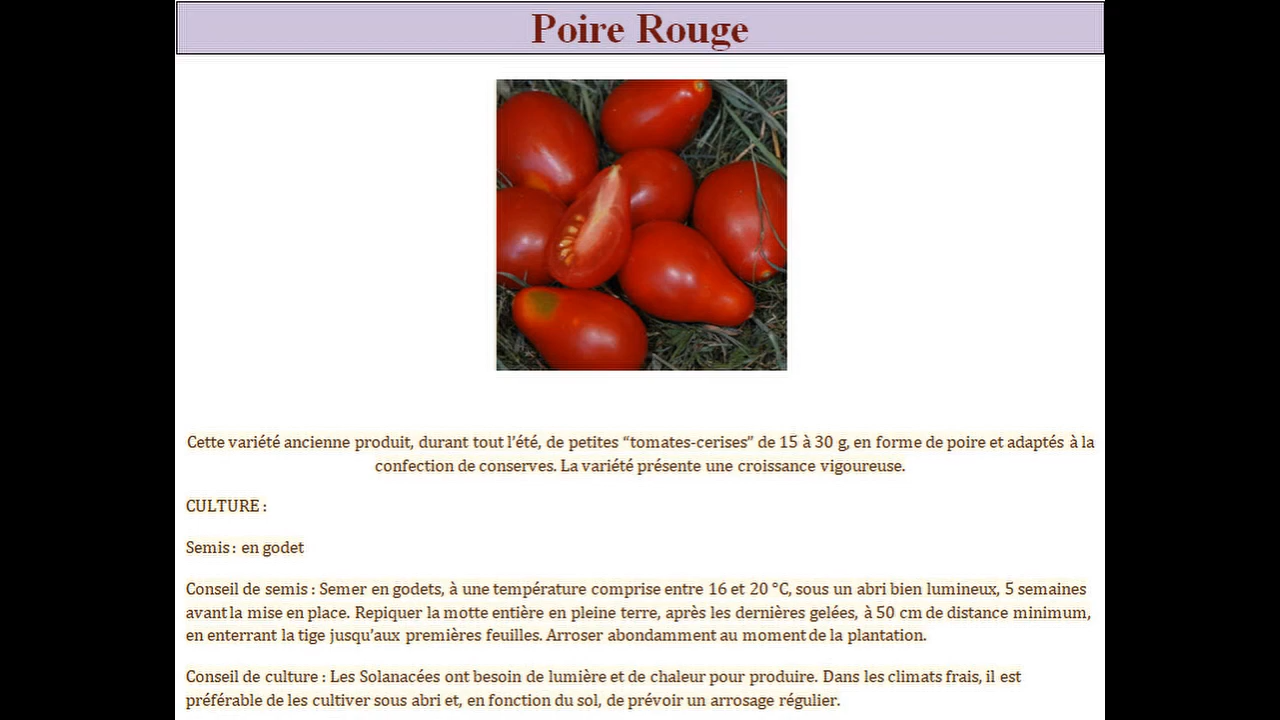 Poire Rouge
Cette variété ancienne produit, durant tout l’été, de petites “tomates-cerises” de 15 à 30 g, en forme de poire et adaptés à la
confection de conserves. La variété présente une croissance vigoureuse.
CULTURE :
Semis : en godet
Conseil de semis : Semer en godets, à une température comprise entre 16 et 20 °C, sous un abri bien lumineux, 5 semaines
avant la mise en place. Repiquer la motte entière en pleine terre, après les dernières gelées, à 50 cm de distance minimum,
en enterrant la tige jusqu’aux premières feuilles. Arroser abondamment au moment de la plantation.
Conseil de culture : Les Solanacées ont besoin de lumière et de chaleur pour produire. Dans les climats frais, il est
préférable de les cultiver sous abri et, en fonction du sol, de prévoir un arrosage régulier.